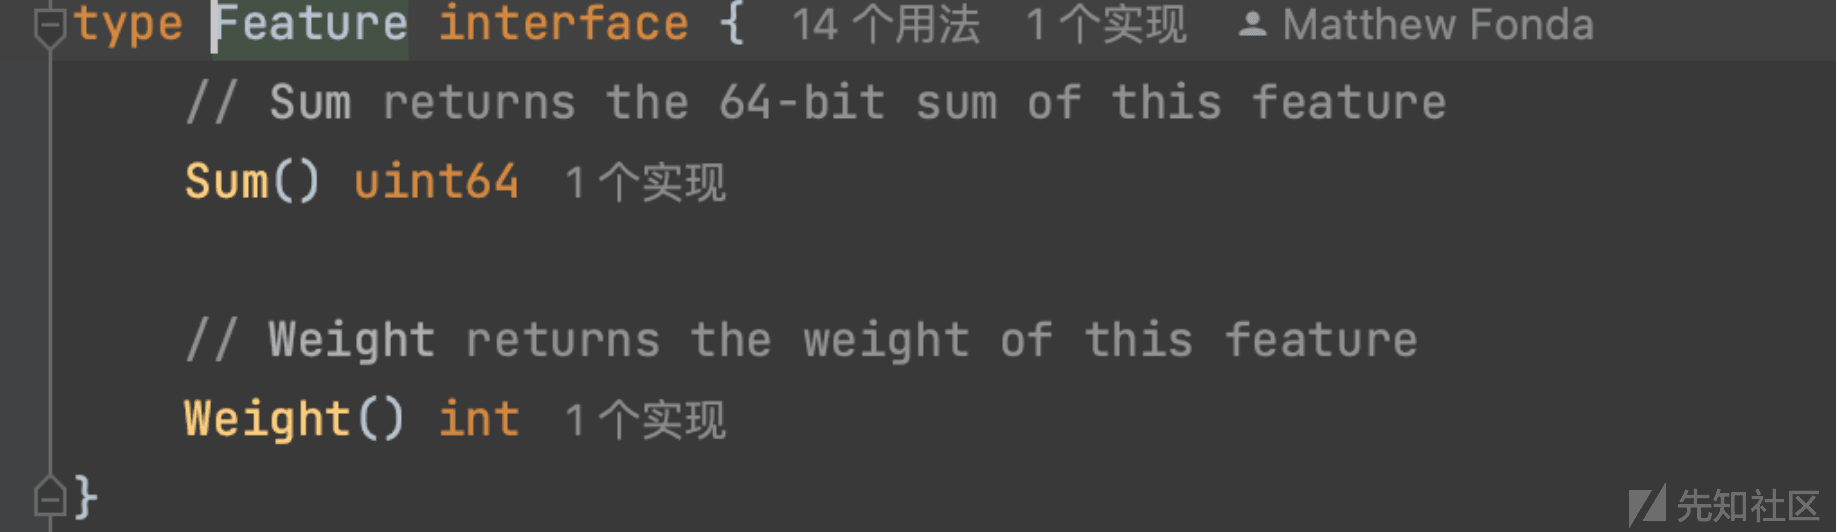 type Feature interface { 14 个用法 1 个实现 Matthew Fonda
// Sum returns the 64-bit sum of this feature
Sum() uint64 1 个实现
// Weight returns the weight of this feature
Weight() int 1 个实现
}
先知社区